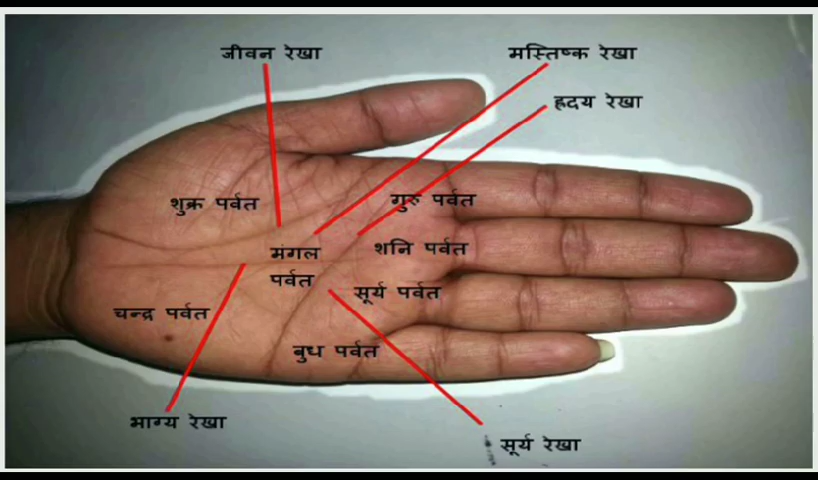 जीवन रेखा
मस्तिष्क रेखा
ह्रदय रेखा
शुक्र पर्वत
गुरु पर्वत
मंगल
पर्वत
शनि पर्वत
सूर्य पर्वत
चन्द्र पर्वत
बुध पर्वत
भाग्य रेखा
सूर्य रेखा